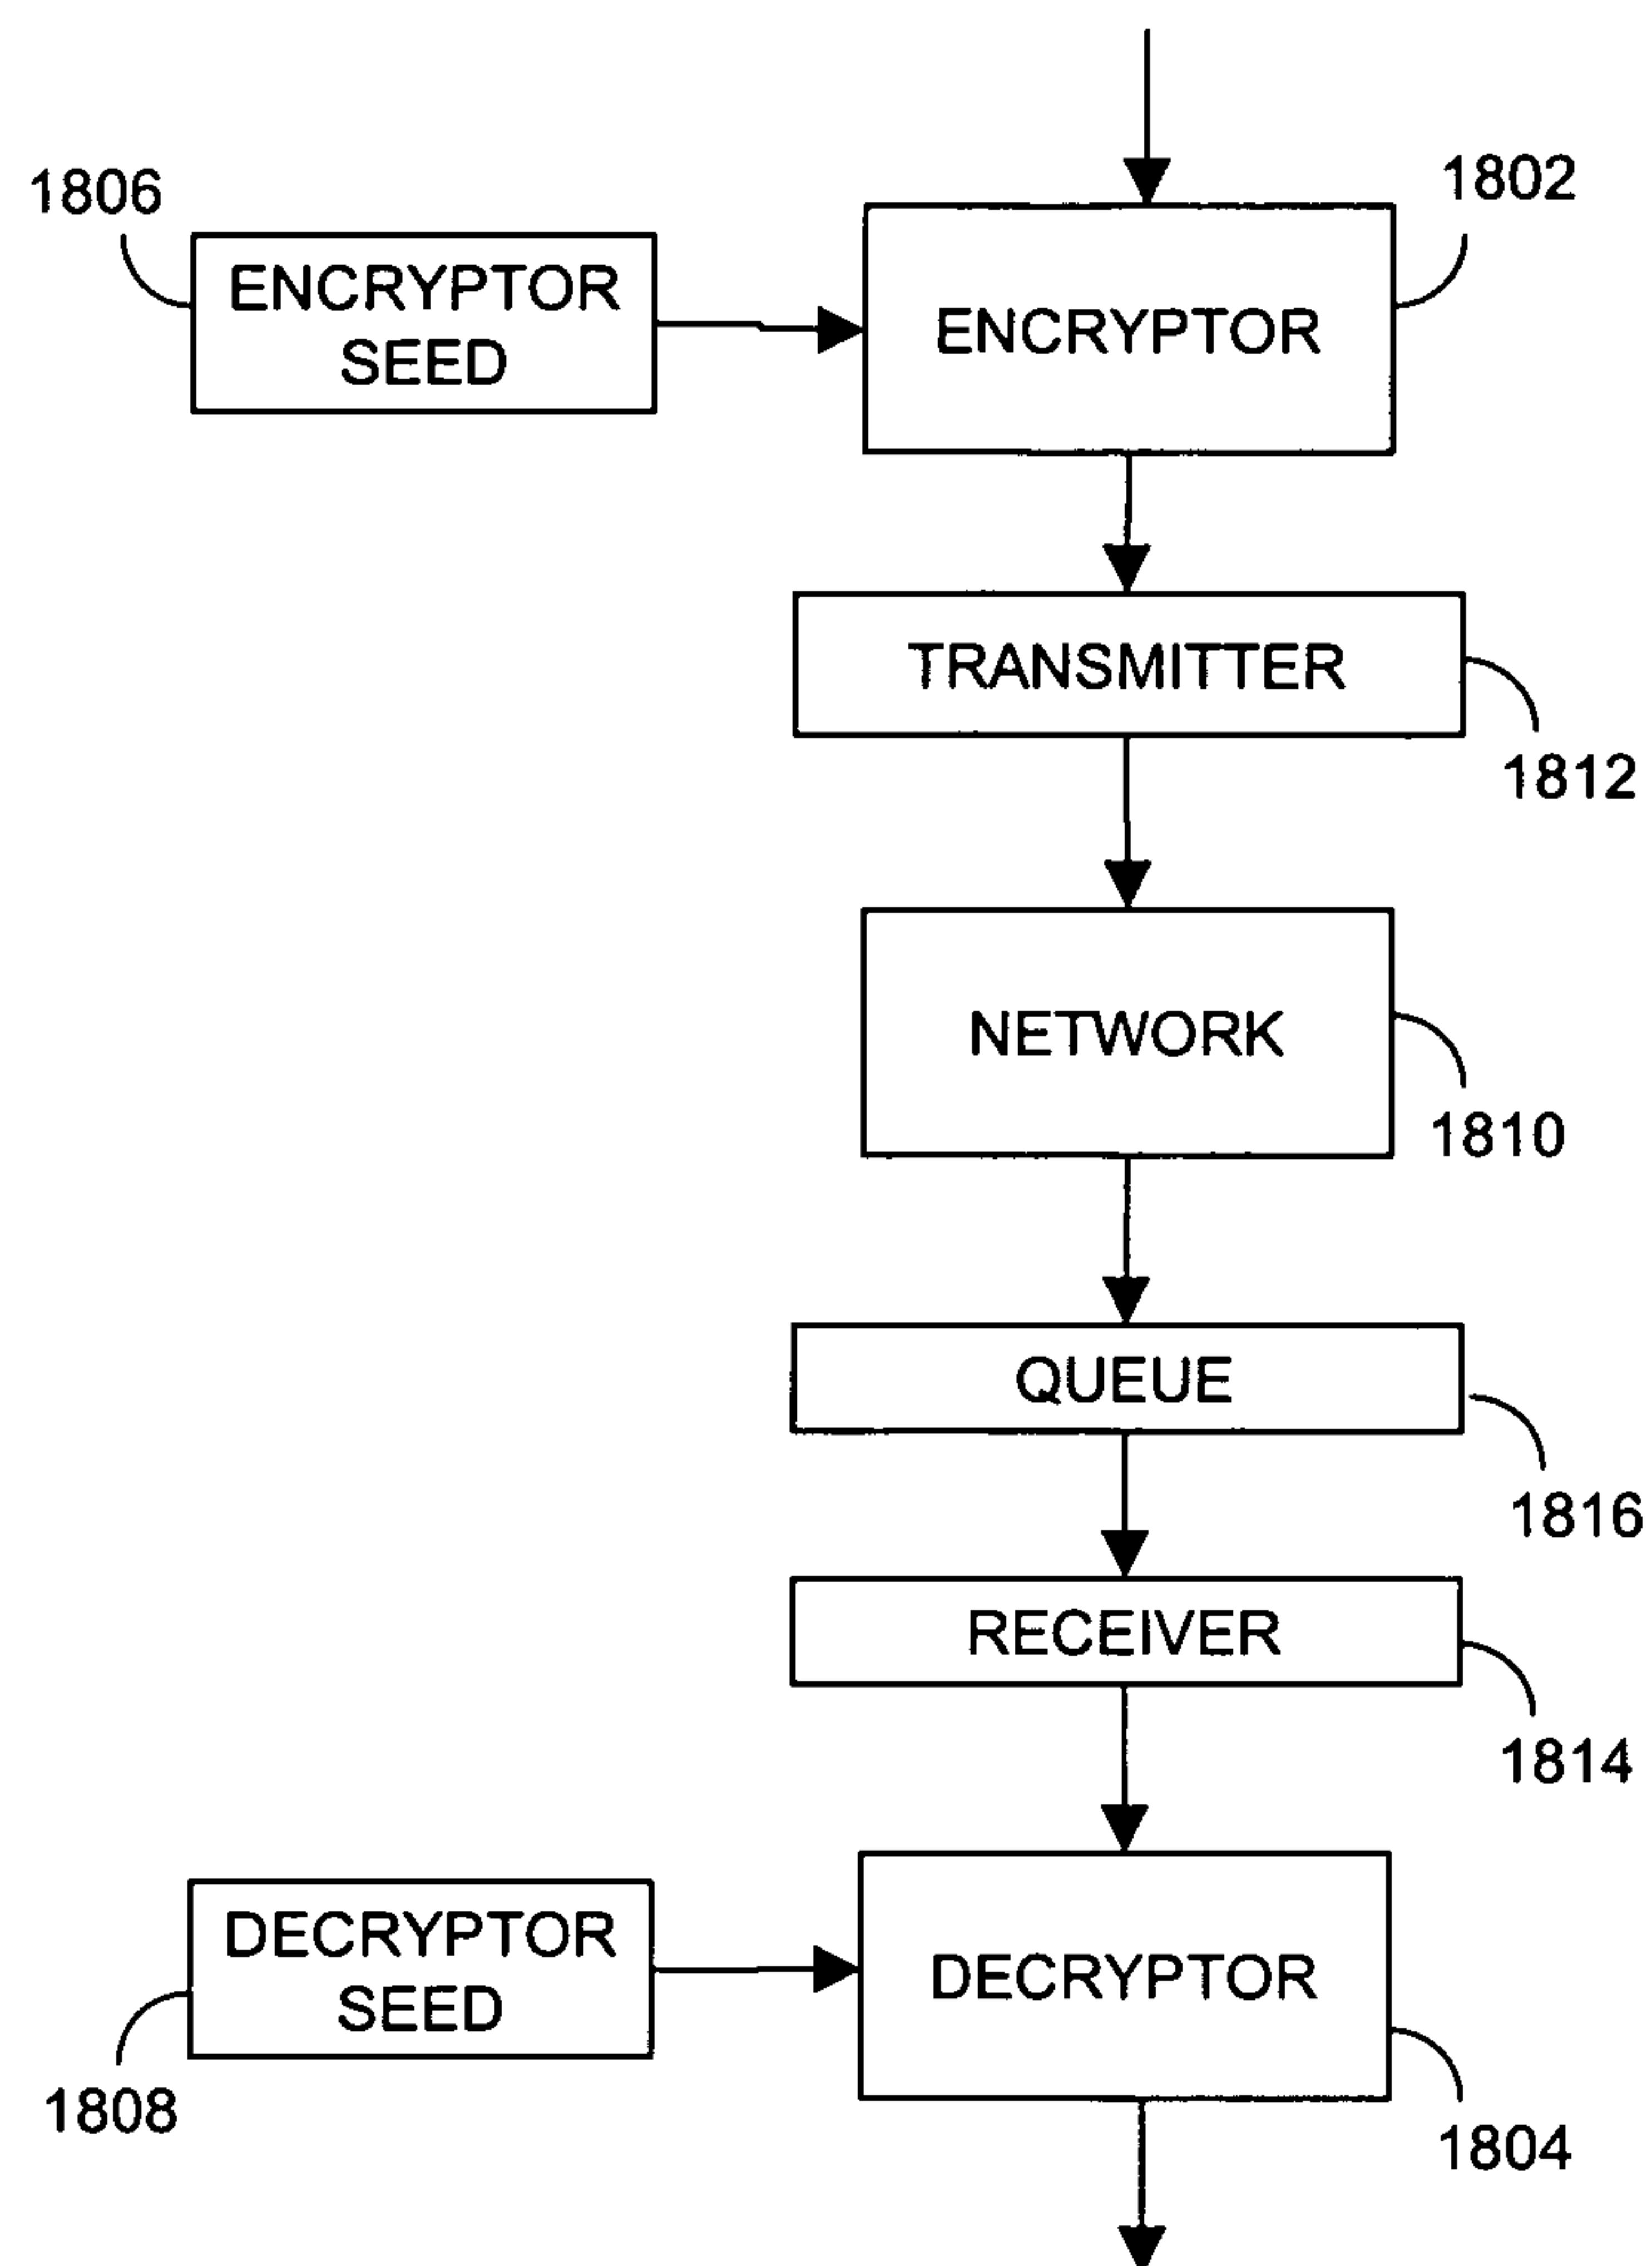 1806
1802
ENCRYPTOR
SEED
ENCRYPTOR
TRANSMITTER
1812
NETWORK
1810
QUEUE
1816
RECEIVER
1814
DECRYPTOR
SEED
DECRYPTOR
1808
1804